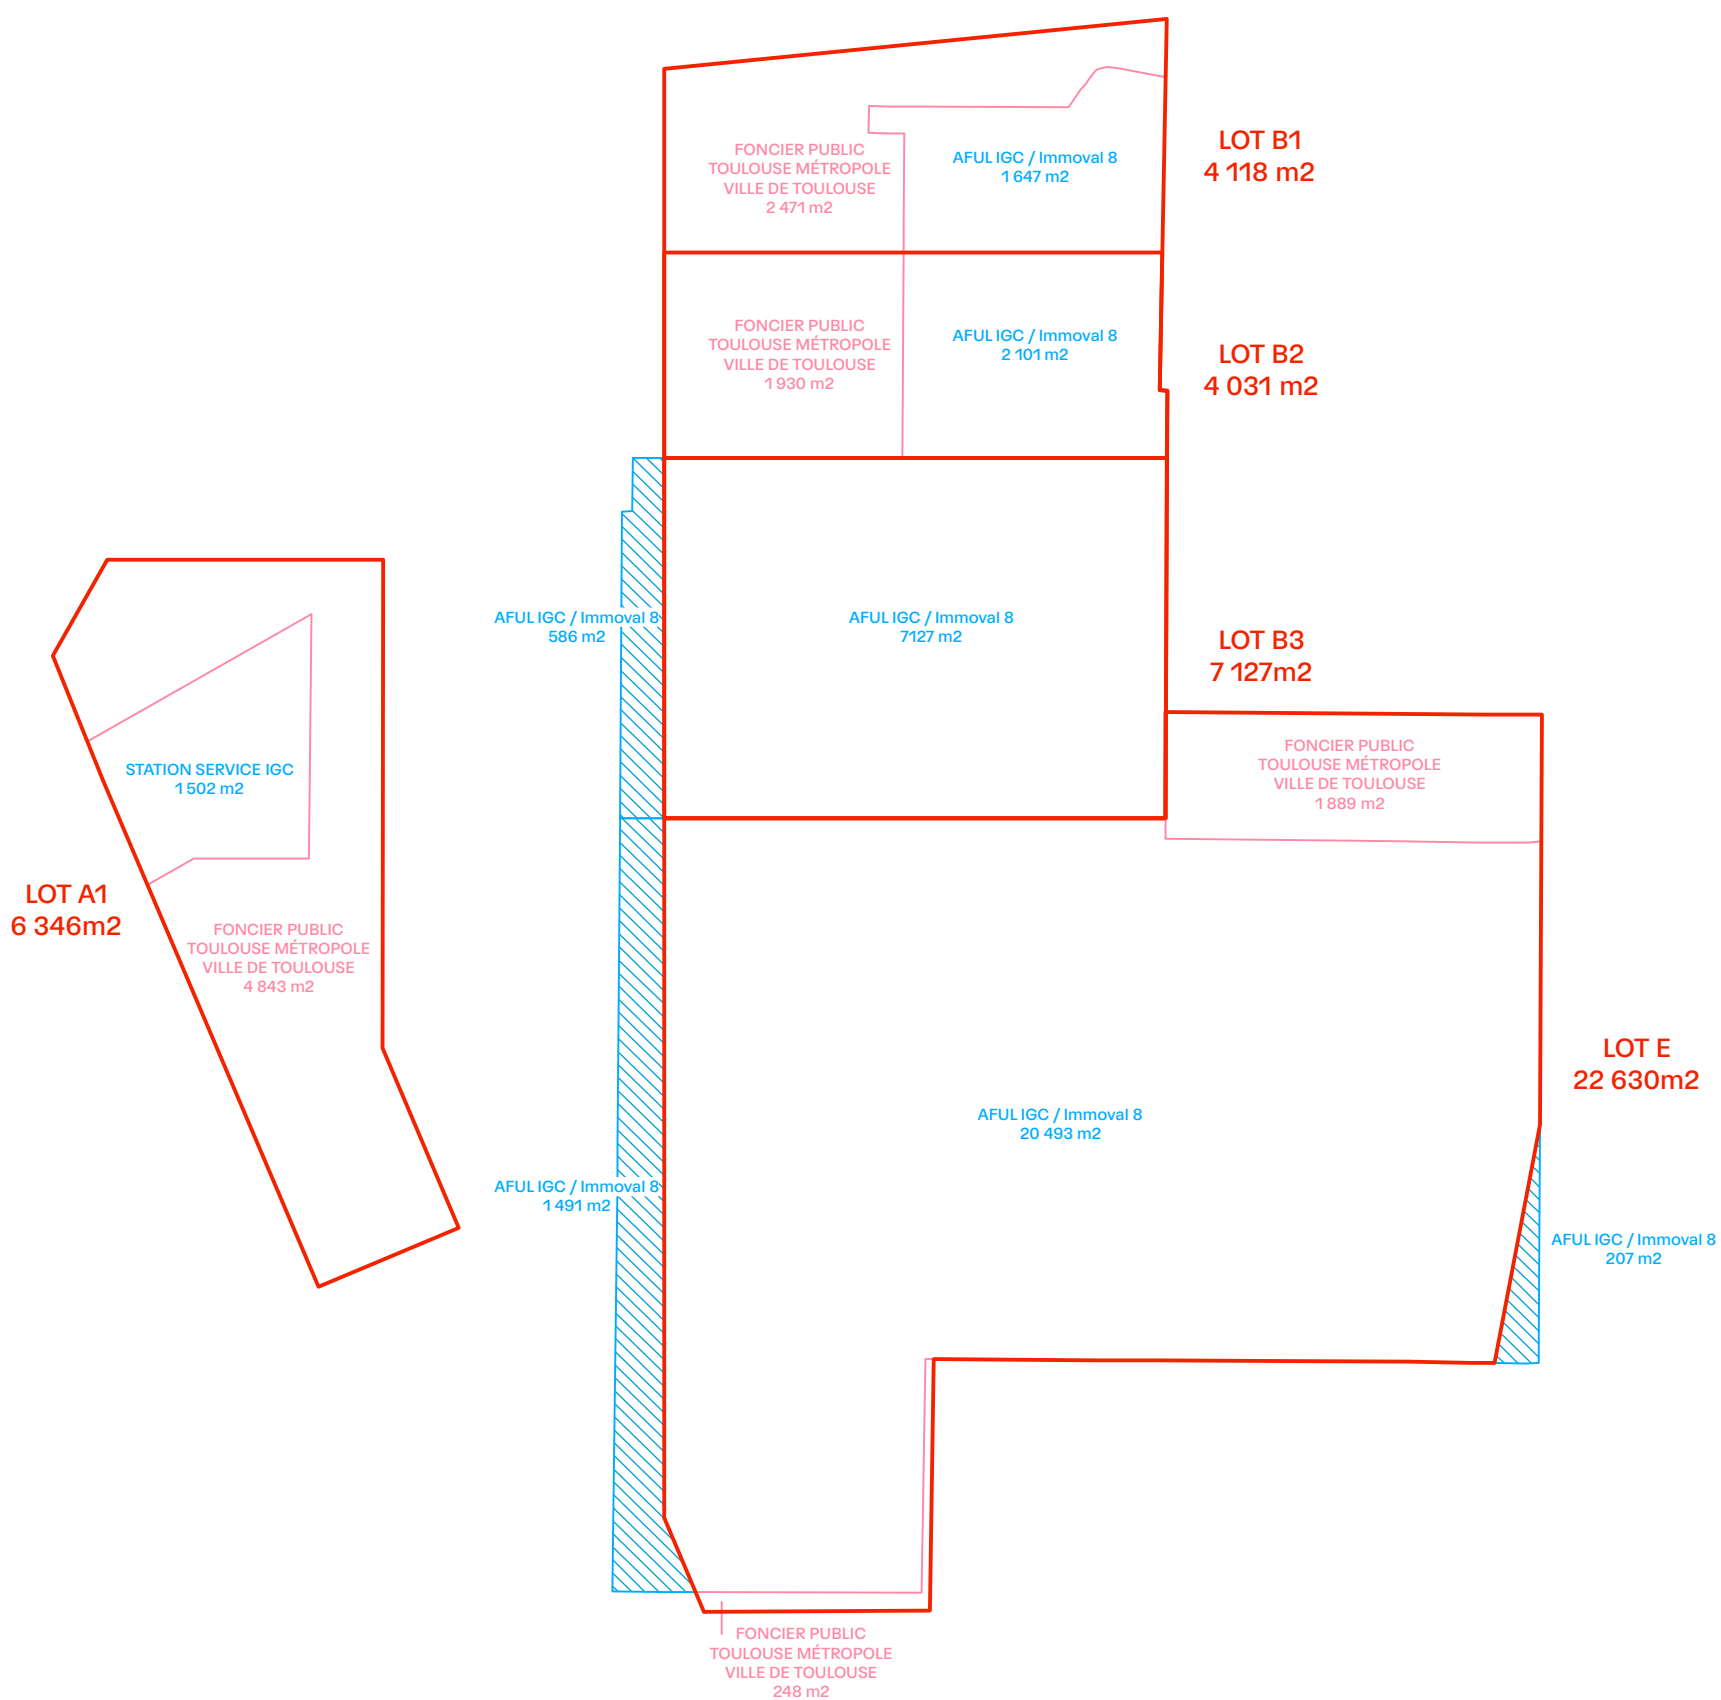 FONCIER PUBLIC
TOULOUSE MÉTROPOLE
VILLE DE TOULOUSE
2 471 m2
AFUL IGC / Immoval 8
1 647 m2
LOT B1
4 118 m2
FONCIER PUBLIC
TOULOUSE MÉTROPOLE
VILLE DE TOULOUSE
1 930 m2
AFUL IGC / Immoval 8
2 101 m2
LOT B2
4 031 m2
AFUL IGC / Immoval 8
586 m2
AFUL IGC / Immoval 8
7127 m2
LOT B3
7 127m2
STATION SERVICE IGC
1 502 m2
FONCIER PUBLIC
TOULOUSE MÉTROPOLE
VILLE DE TOULOUSE
1 889 m2
LOT A1
6 346m2
FONCIER PUBLIC
TOULOUSE MÉTROPOLE
VILLE DE TOULOUSE
4 843 m2
LOT E
22 630m2
AFUL IGC / Immoval 8
20 493 m2
AFUL IGC / Immoval 8
1 491 m2
AFUL IGC / Immoval 8
207 m2
FONCIER PUBLIC
TOULOUSE MÉTROPOLE
VILLE DE TOULOUSE
248 m2